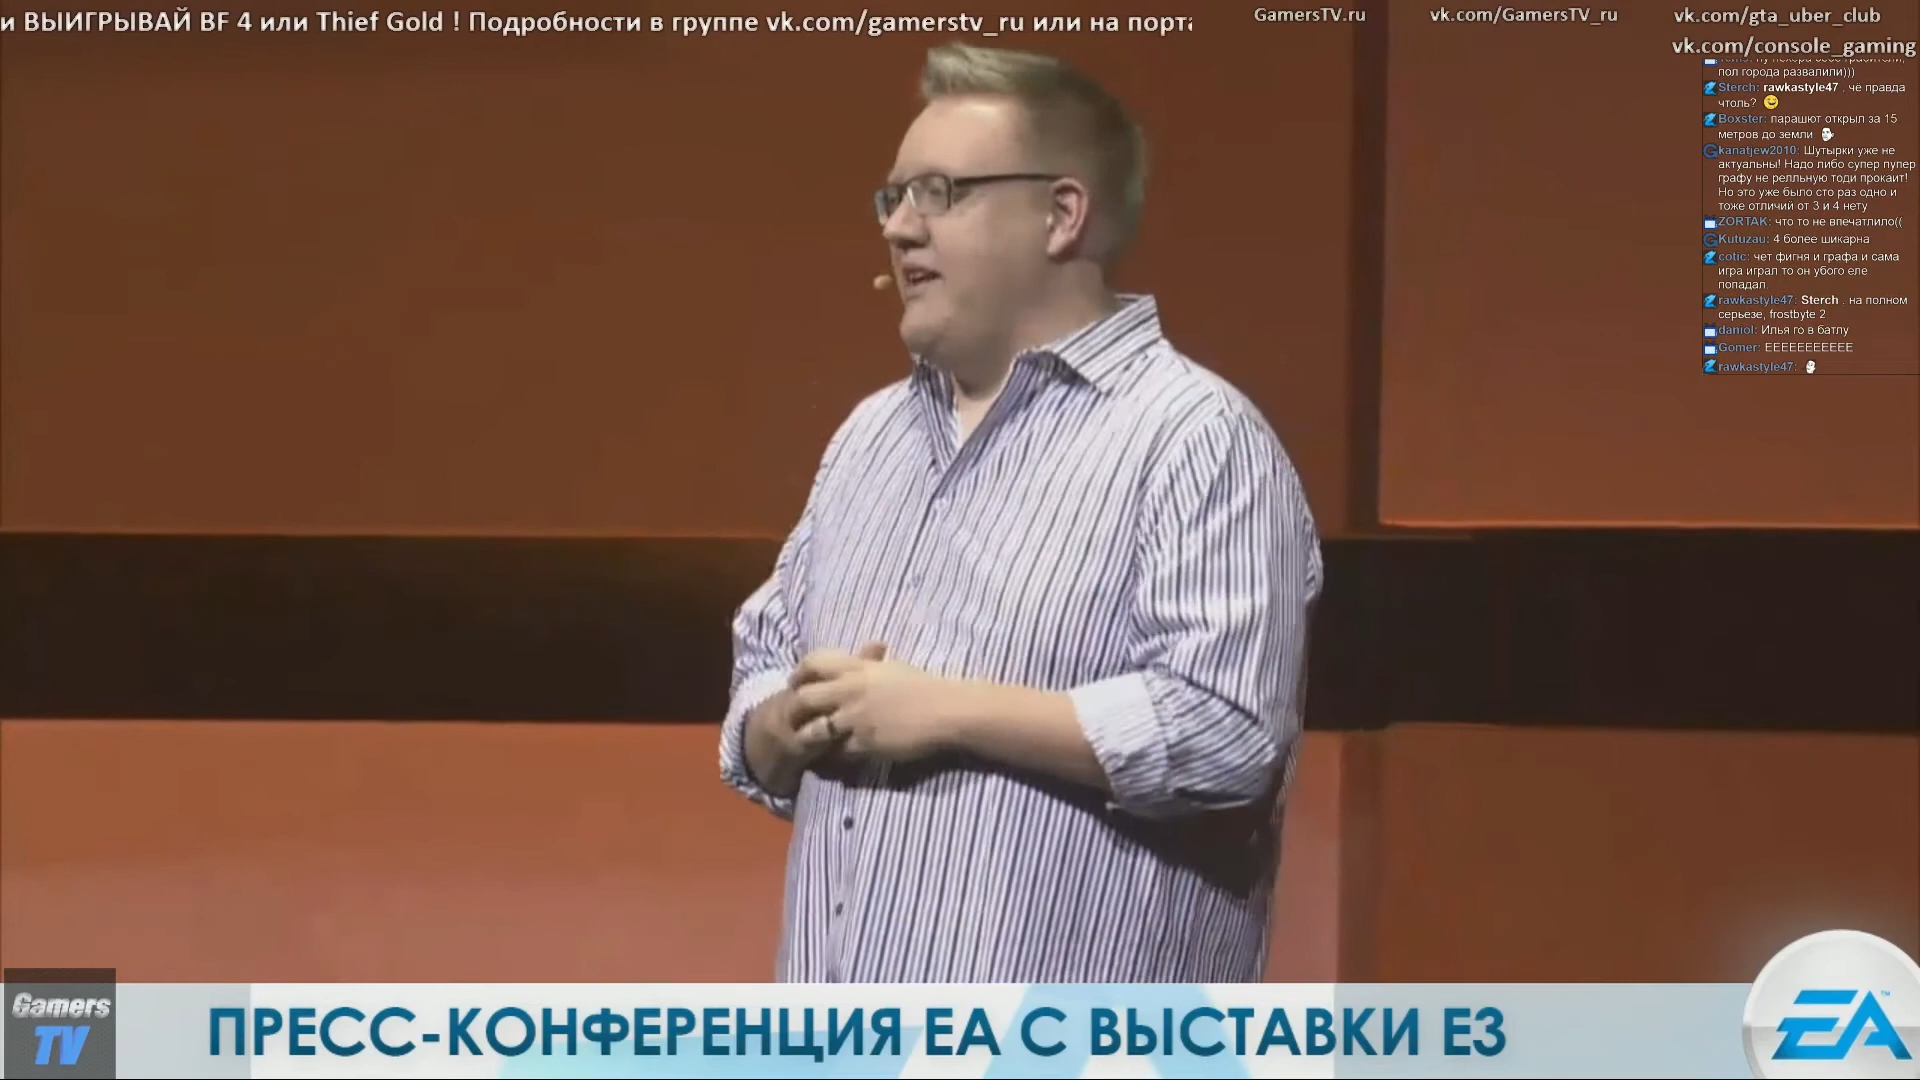 и ВЫИГРЫВАЙ BF 4 или Thief Gold ! Подробности в группе vk.com/gamerstv_ru или на порта
GamersTV.ru
vk.com/GamersTV_ru
vk.com/gta_uber_club
vk.com/console_gaming
пол города развалили)))
Sterch: rawkastyle47 , чё правда
чтоль?
Boxster: парашют открыл за 15
метров до земли
kanatjew2010: Шутырки уже не
актуальны! Надо либо супер пупер
графу не релльную тоди прокаит!
Но это уже было сто раз одно и
тоже отличий от 3 и 4 нету
ZORTAK: что то не впечатлило((
Kutuzau: 4 более шикарна
cotic: чет фигня и графа и сама
игра играл то он убого еле
попадал.
rawkastyle47: Sterch , на полном
серьезе, frostbyte 2
daniol: Илья го в батлу
Gomer: ЕЕЕЕЕЕЕЕЕЕЕ
rawkastyle47:
Gamers
TV
ПРЕСС-КОНФЕРЕНЦИЯ EA С ВЫСТАВКИ E3
EA™